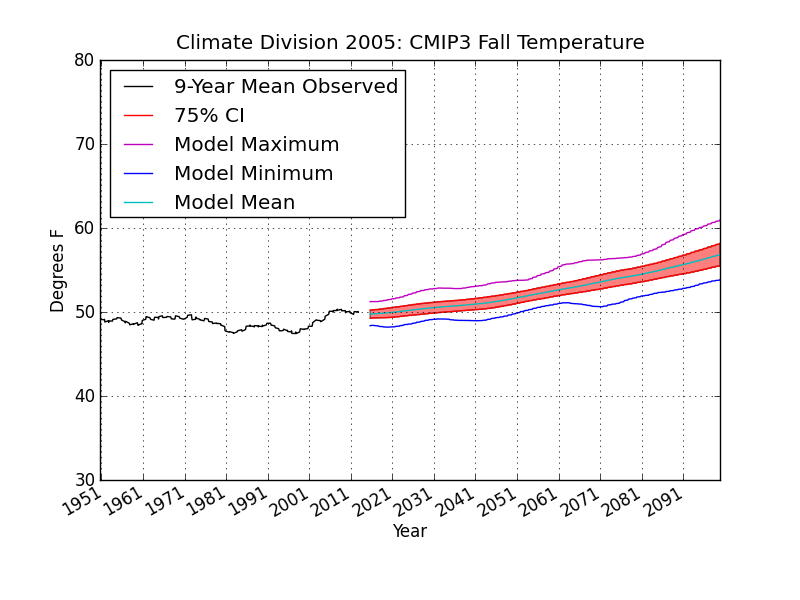 Climate Division 2005: CMIP3 Fall Temperature
80
70
60
50
40
30
Degrees F
9-Year Mean Observed
75% CI
Model Maximum
Model Minimum
Model Mean
1951 1961 1971 1981 1991 2001 2011 2021 2031 2041 2051 2061 2071 2081 2091
Year